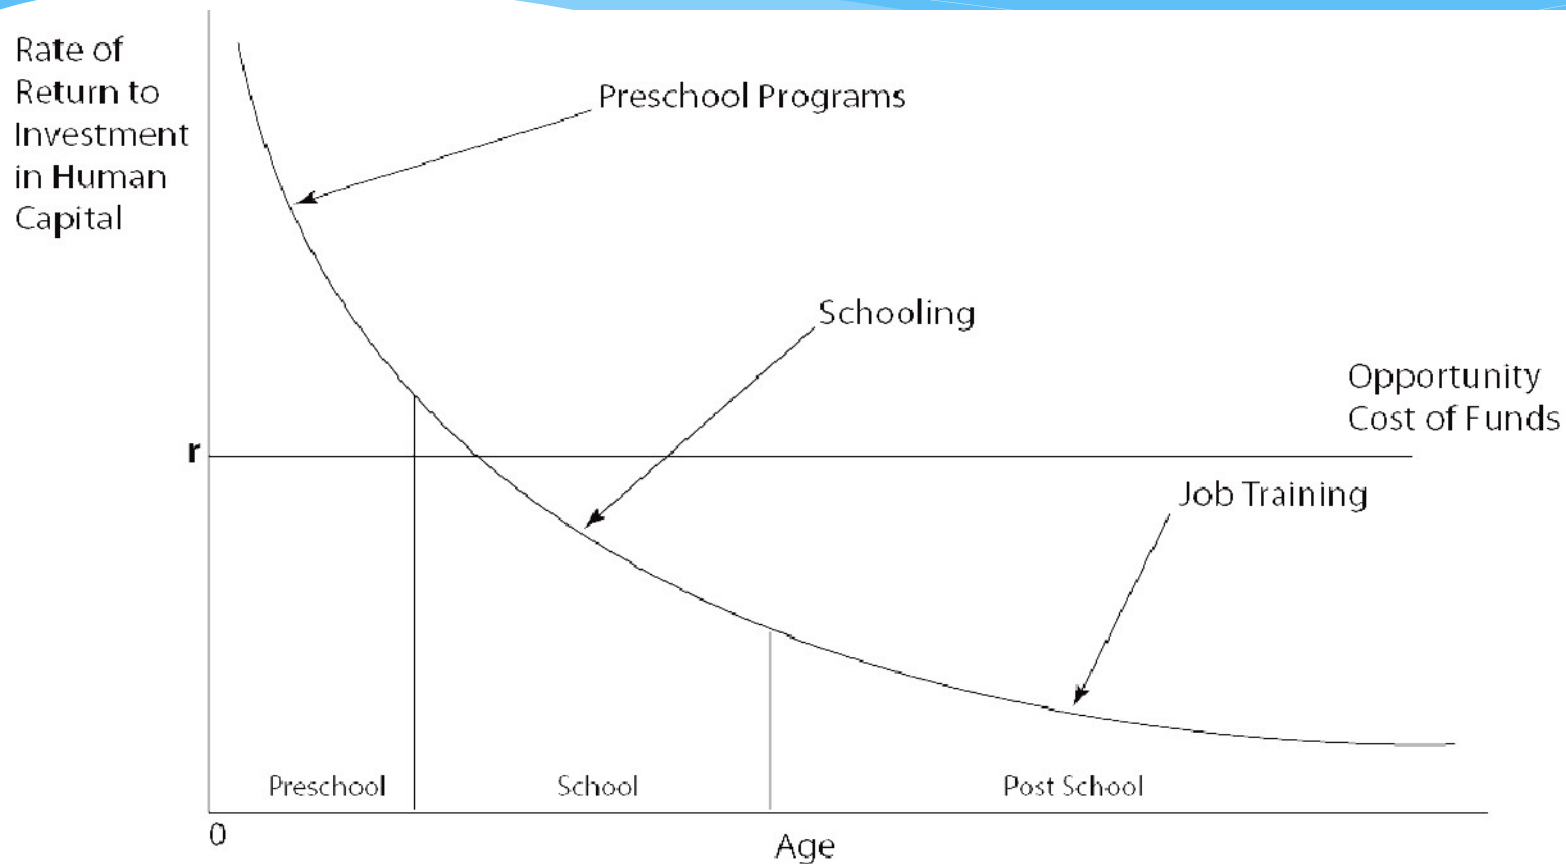 Rate of
Return to
Investment
in Human
Capital
Preschool Programs
Schooling
Opportunity
Cost of Funds
r
Job Training
Preschool
School
Post School
0
Age